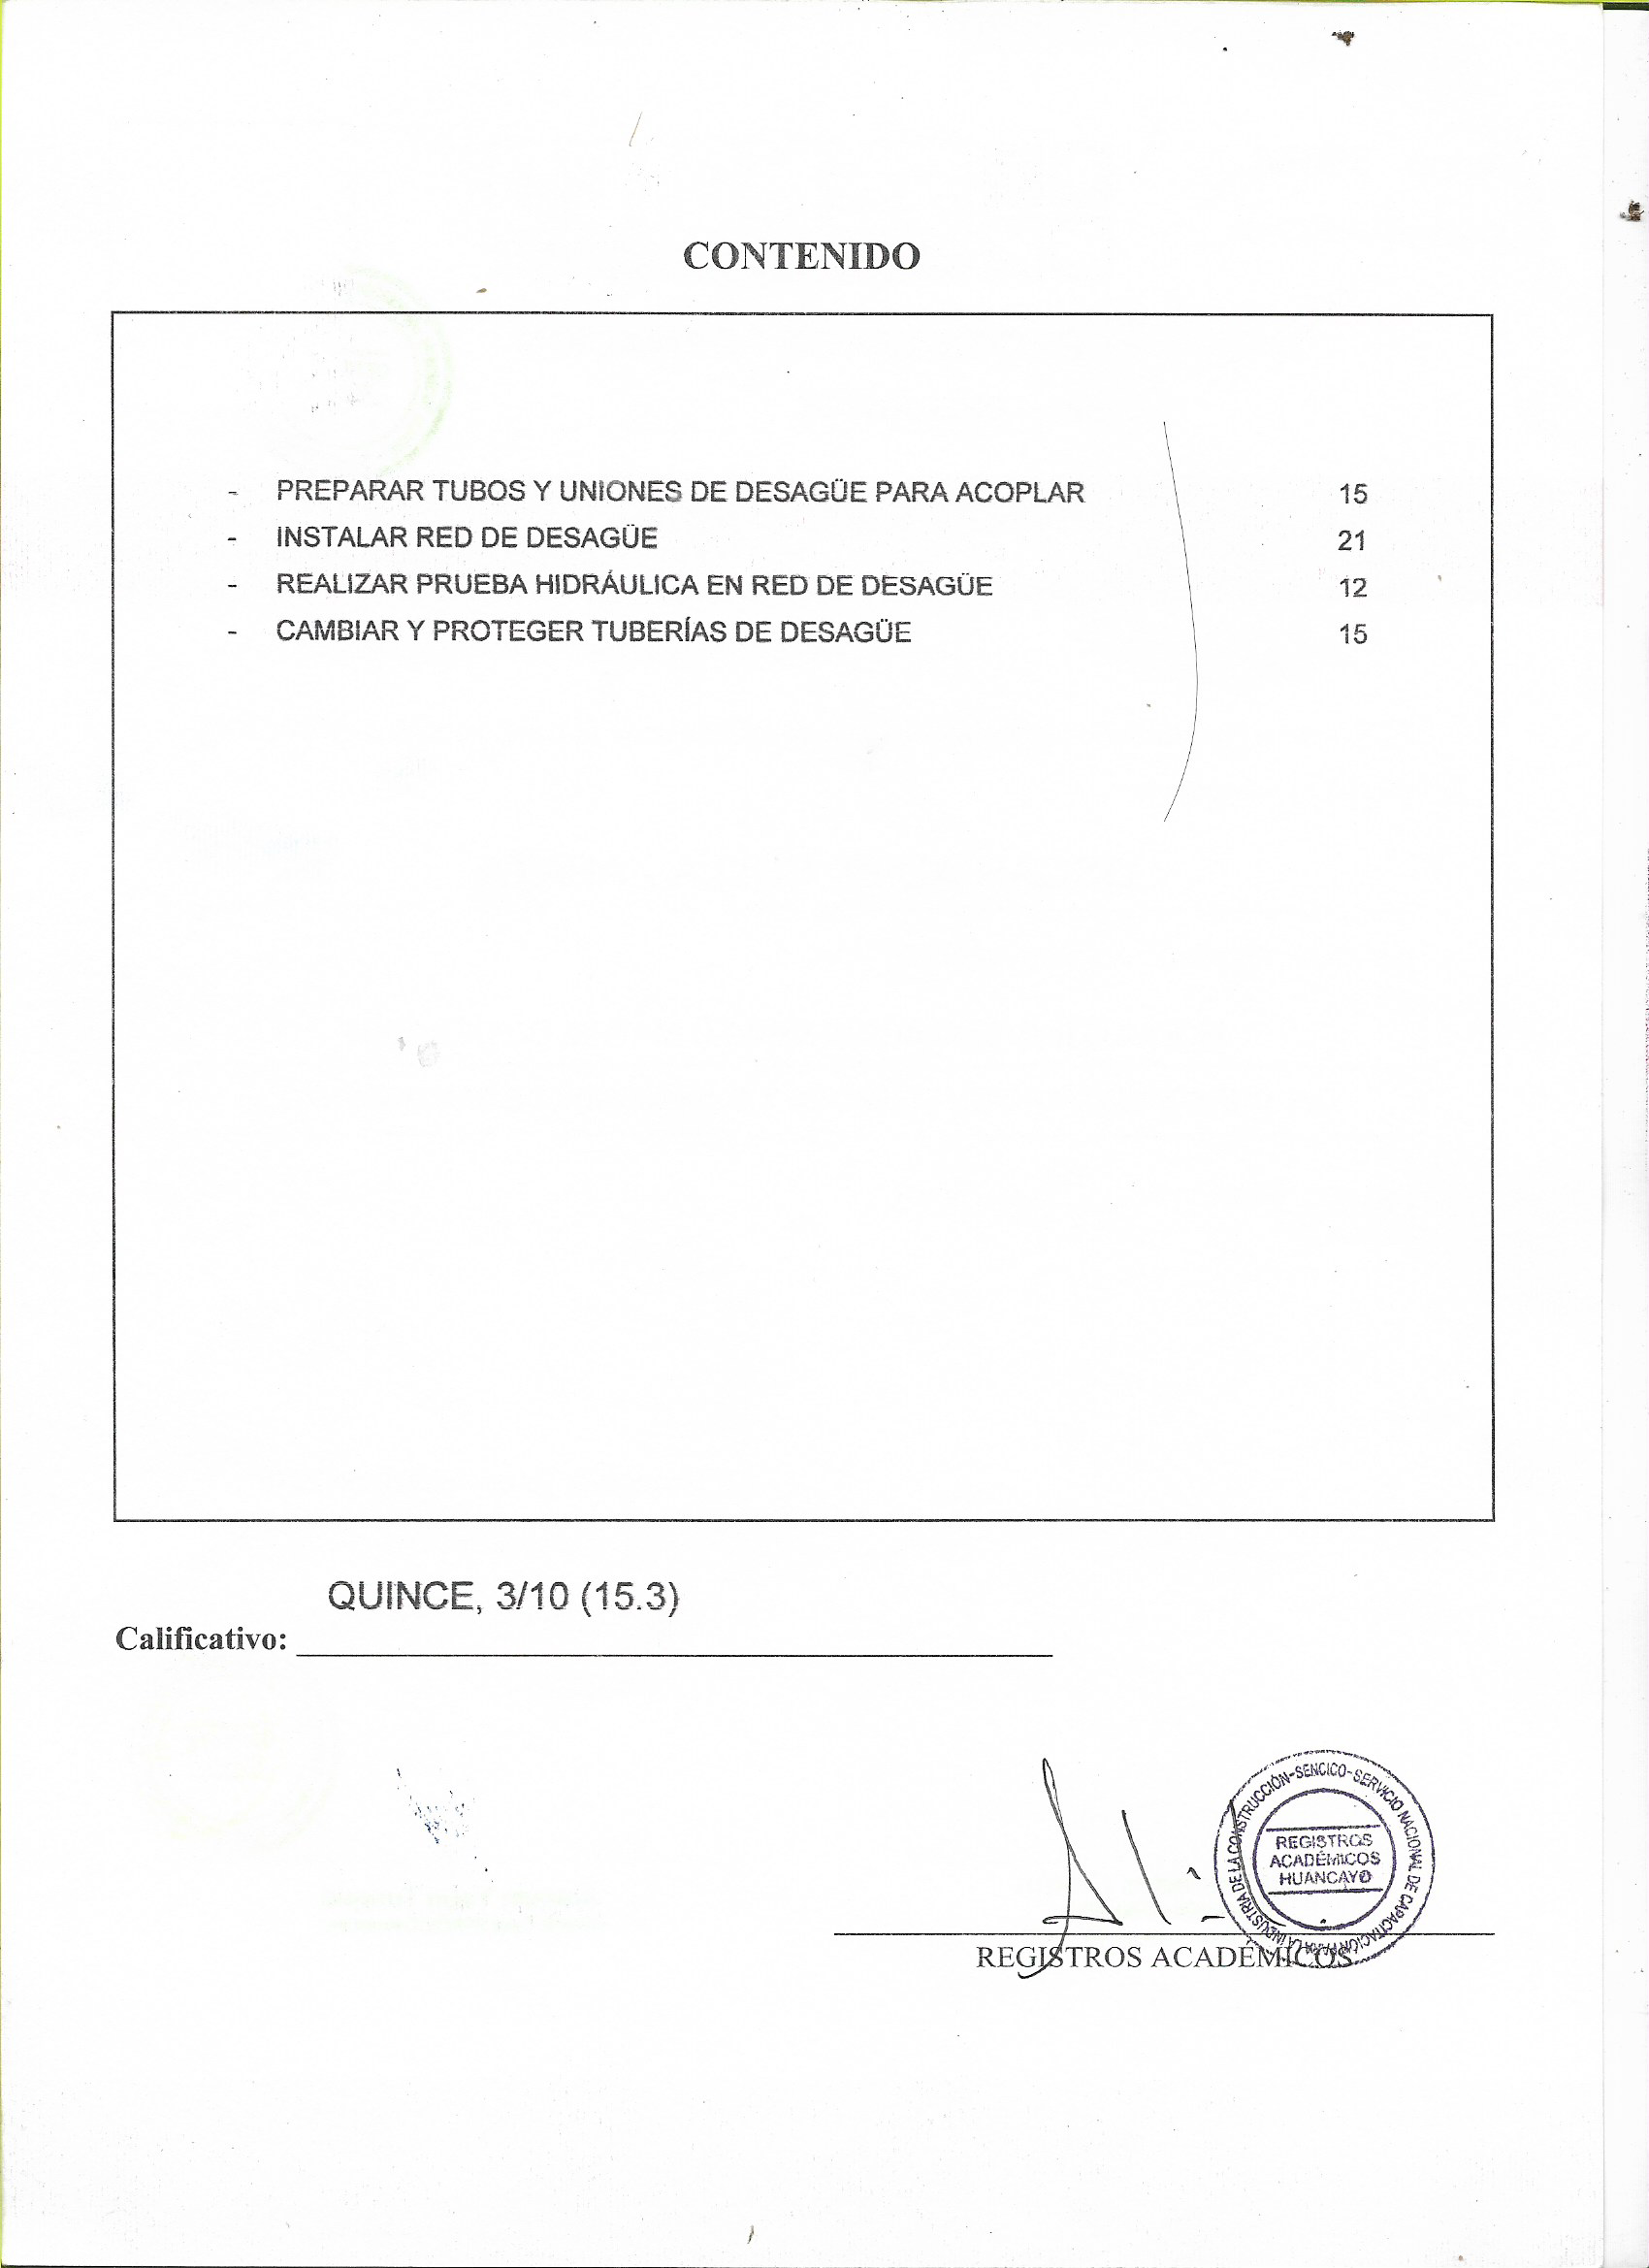 CONTENIDO
- PREPARAR TUBOS Y UNIONES DE DESAGÜE PARA ACOPLAR 15
- INSTALAR RED DE DESAGÜE 21
- REALIZAR PRUEBA HIDRÁULICA EN RED DE DESAGÜE 12
- CAMBIAR Y PROTEGER TUBERÍAS DE DESAGÜE 15
QUINCE, 3/10 (15.3)
Calificativo:
SENCICO-SERVICIO NACIONAL DE CAPACITACIÓN PARA LA INDUSTRIA DE LA CONSTRUCCIÓN-
REGISTROS
ACADÉMICOS
HUANCAYO
REGISTROS ACADÉMICOS